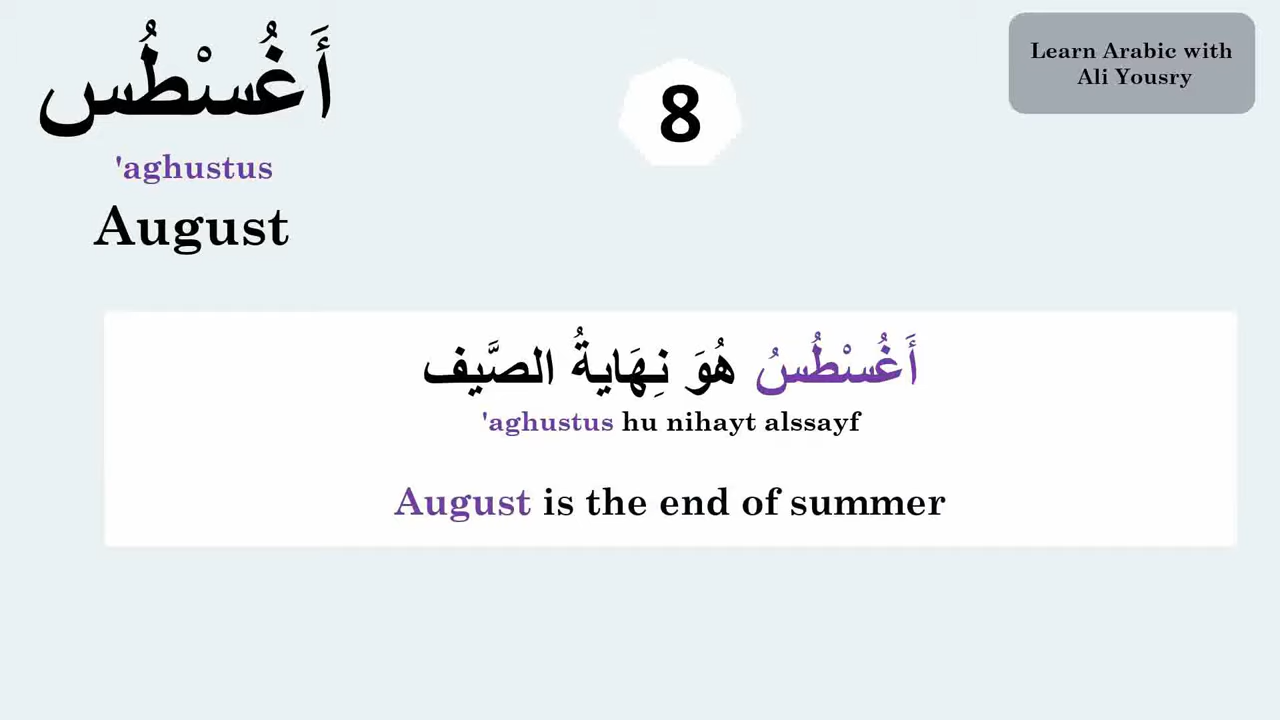 أَغُسْطُس
'aghustus
August
8
Learn Arabic with
Ali Yousry
أَغُسْطُسُ هُوَ نِهَايةُ الصَّيف
'aghustus hu nihayt alssayf
August is the end of summer